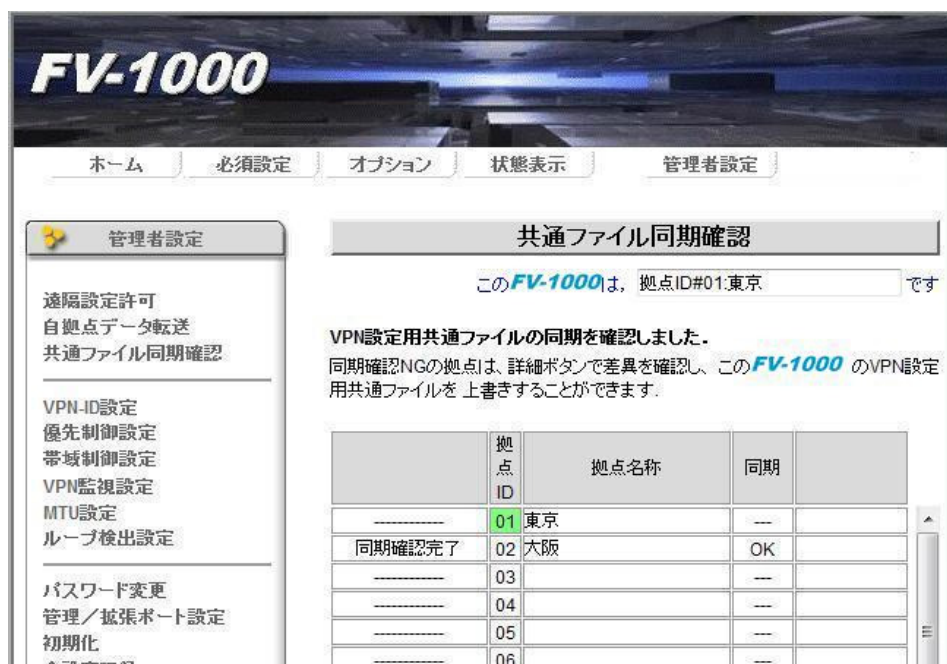 FV-1000
ホーム 必須設定 オプション 状態表示 管理者設定
管理者設定
遠隔設定許可
自拠点データ転送
共通ファイル同期確認
VPN-ID設定
優先制御設定
帯域制御設定
VPN監視設定
MTU設定
ループ検出設定
パスワード変更
管理/拡張ポート設定
初期化
共通ファイル同期確認
このFV-1000は, 拠点ID#01:東京 です
VPN設定用共通ファイルの同期を確認しました.
同期確認NGの拠点は、詳細ボタンで差異を確認し、このFV-1000 のVPN設定
用共通ファイルを 上書きすることができます.
拠点ID 拠点名称 同期
------------ 01 東京 ---
同期確認完了 02 大阪 OK
------------ 03 ---
------------ 04 ---
------------ 05 ---
------------ 06 ---